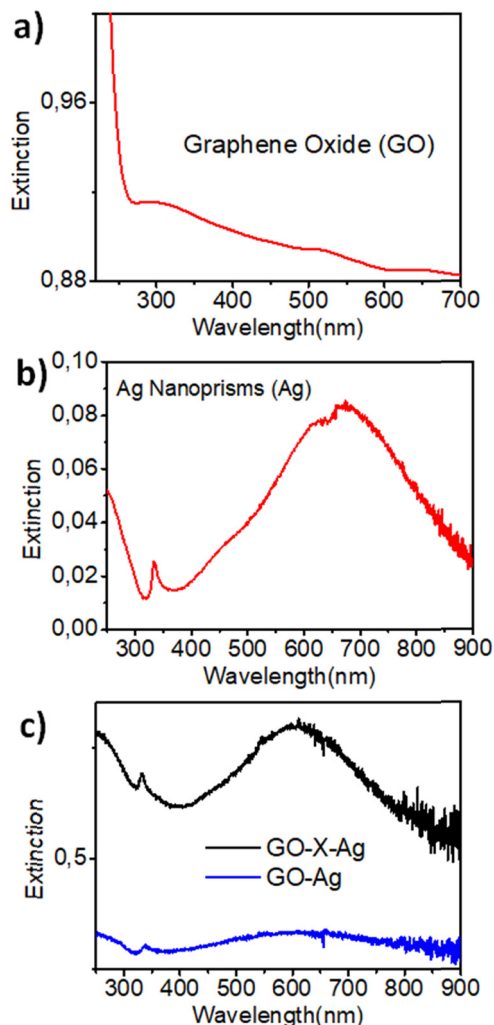 a)
0,96
Extinction
Graphene Oxide (GO)
0,88
300 400 500 600 700
Wavelength(nm)
b)
0,10
Ag Nanoprisms (Ag)
0,08
0,06
Extinction
0,04
0,02
0,00
300 400 500 600 700 800 900
Wavelength(nm)
c)
Extinction
0,5
GO-X-Ag
GO-Ag
300 400 500 600 700 800 900
Wavelength(nm)